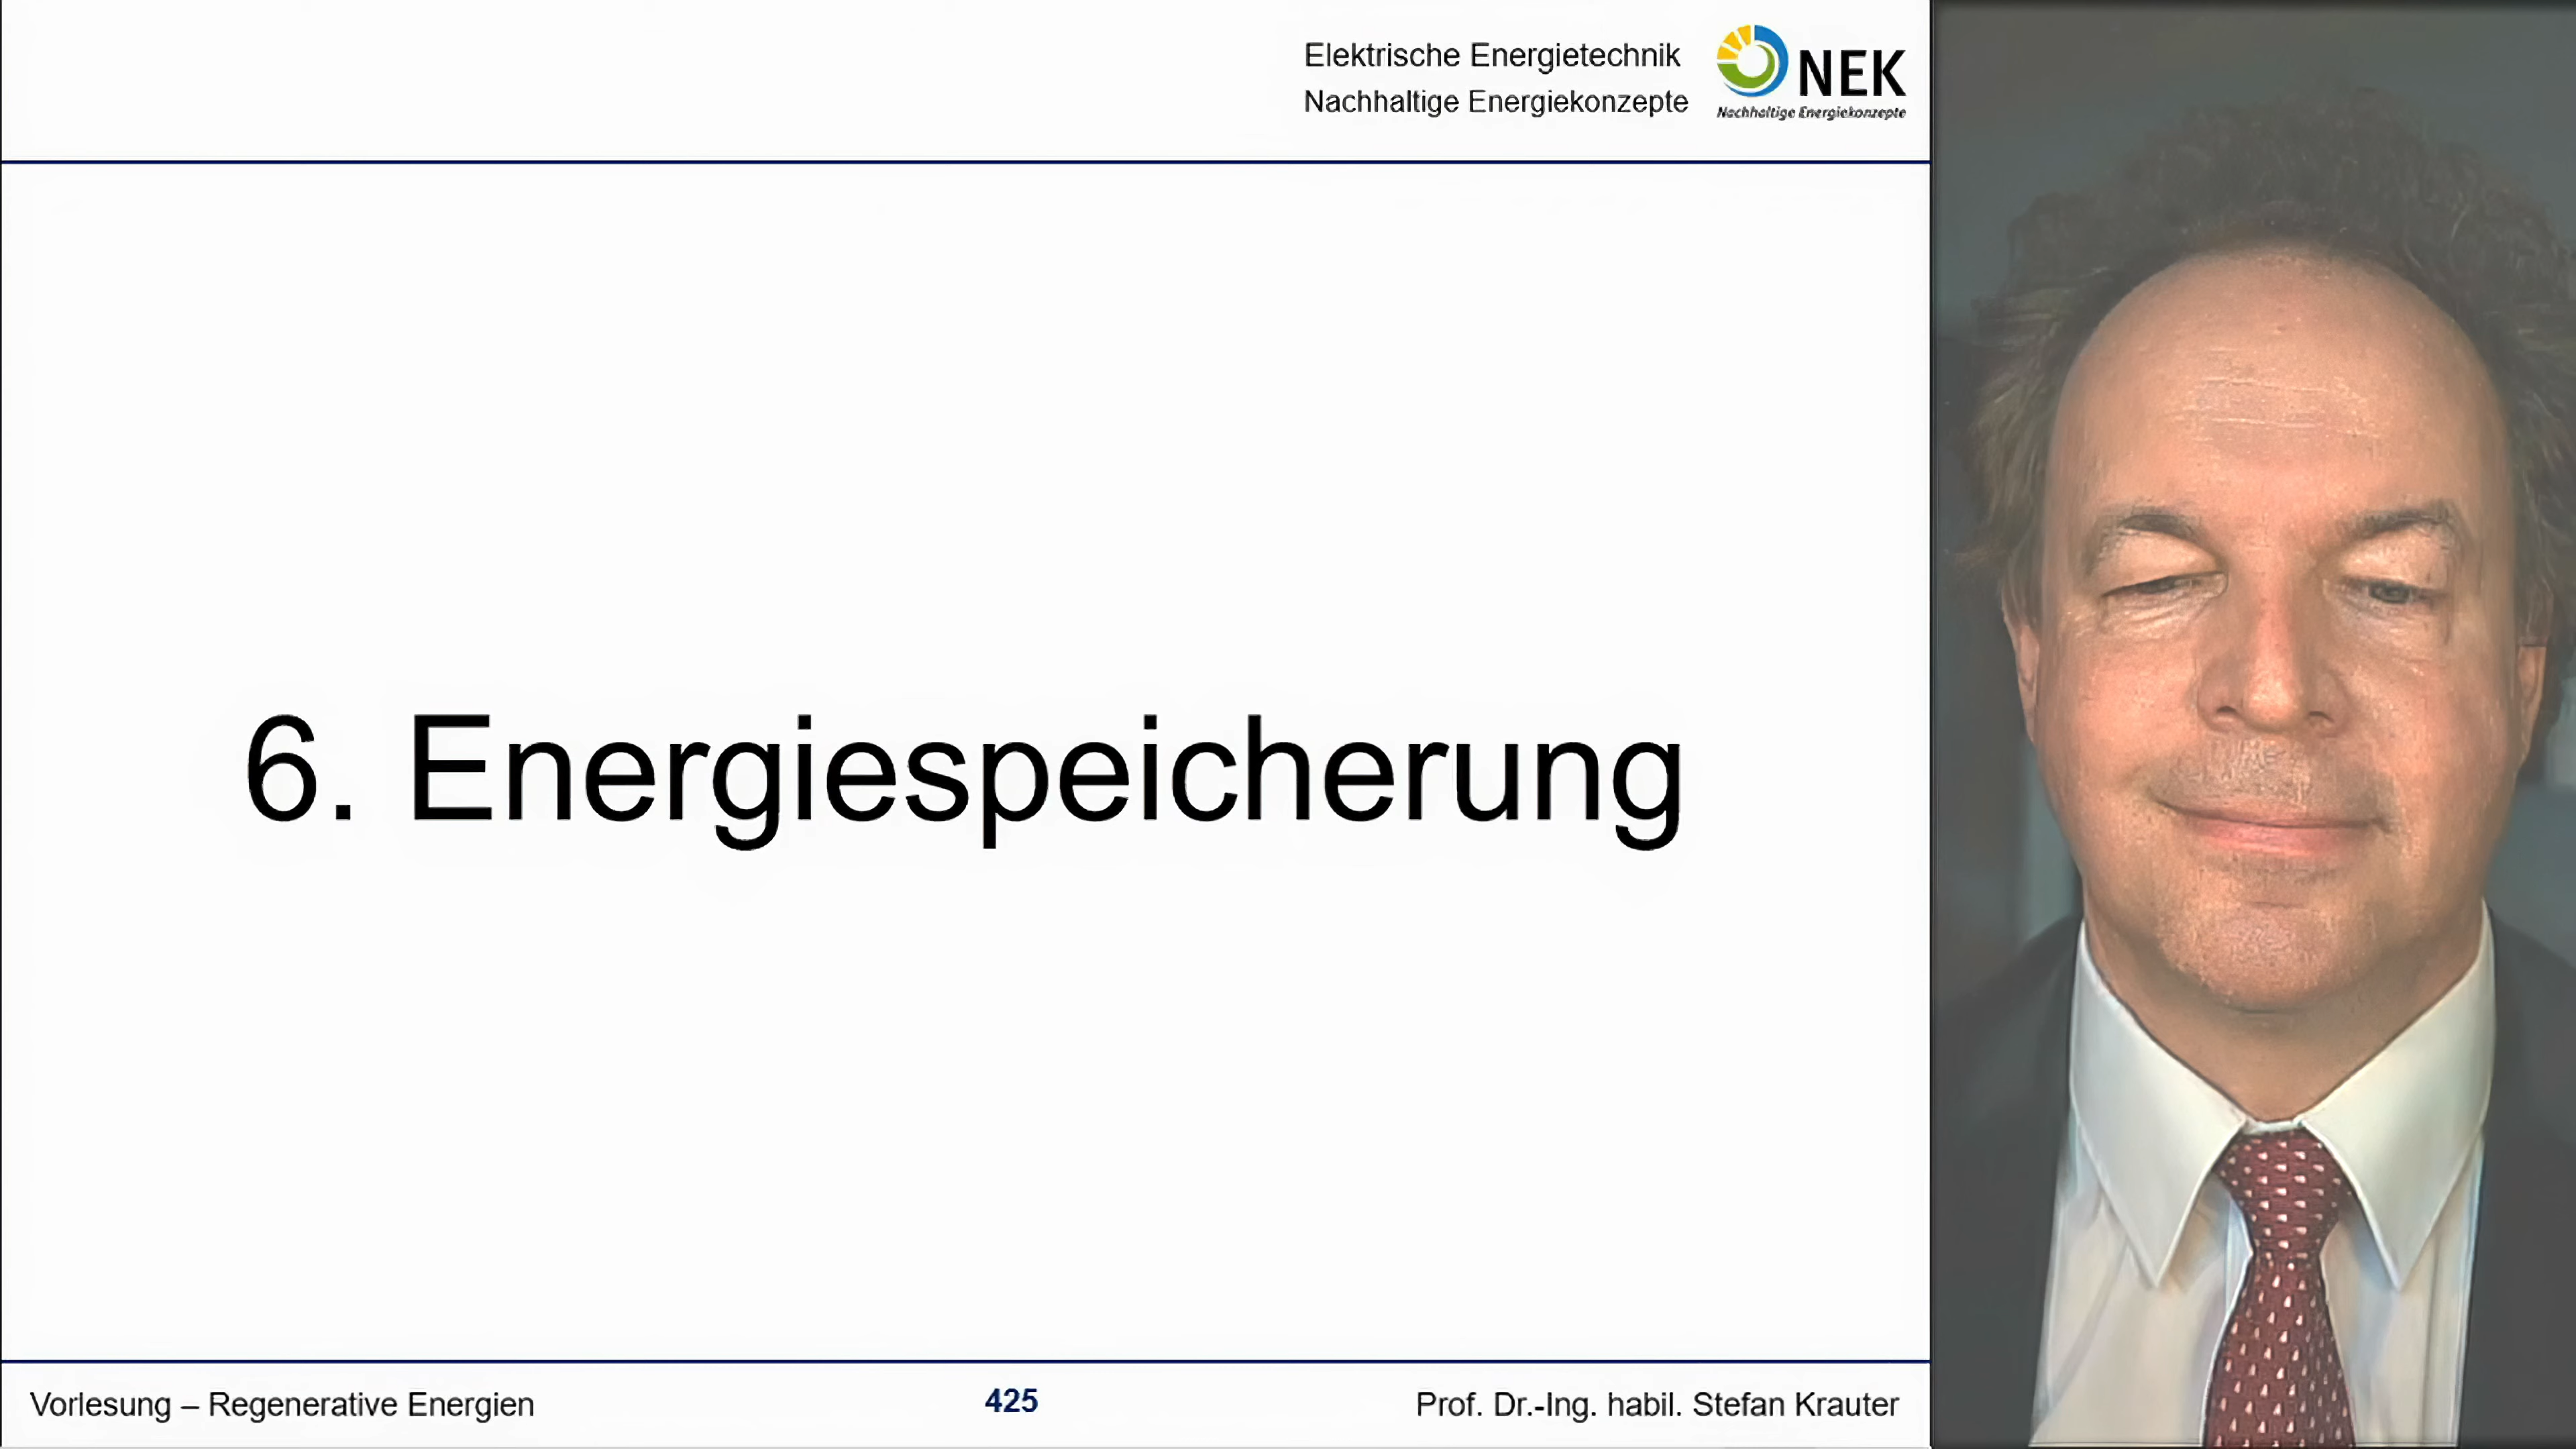 Elektrische Energietechnik
Nachhaltige Energiekonzepte
NEK
Nachhaltige Energiekonzepte
6. Energiespeicherung
Vorlesung – Regenerative Energien
425
Prof. Dr.-Ing. habil. Stefan Krauter